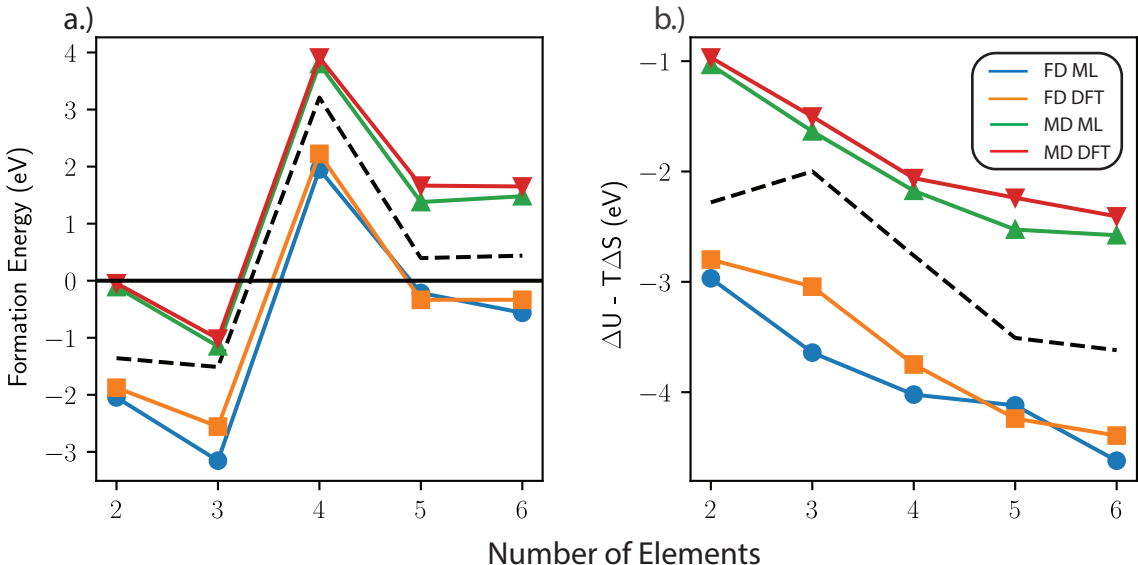 a.)
b.)
Formation Energy (eV)
4
3
2
1
0
−1
−2
−3
2
3
4
5
6
ΔU - TΔS (eV)
−1
−2
−3
−4
2
3
4
5
6
FD ML
FD DFT
MD ML
MD DFT
Number of Elements